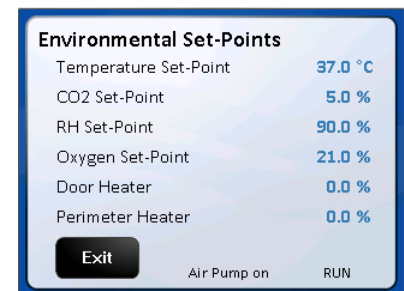 Environmental Set-Points
Temperature Set-Point 37.0 °C
CO2 Set-Point 5.0 %
RH Set-Point 90.0 %
Oxygen Set-Point 21.0 %
Door Heater 0.0 %
Perimeter Heater 0.0 %
Exit Air Pump on RUN